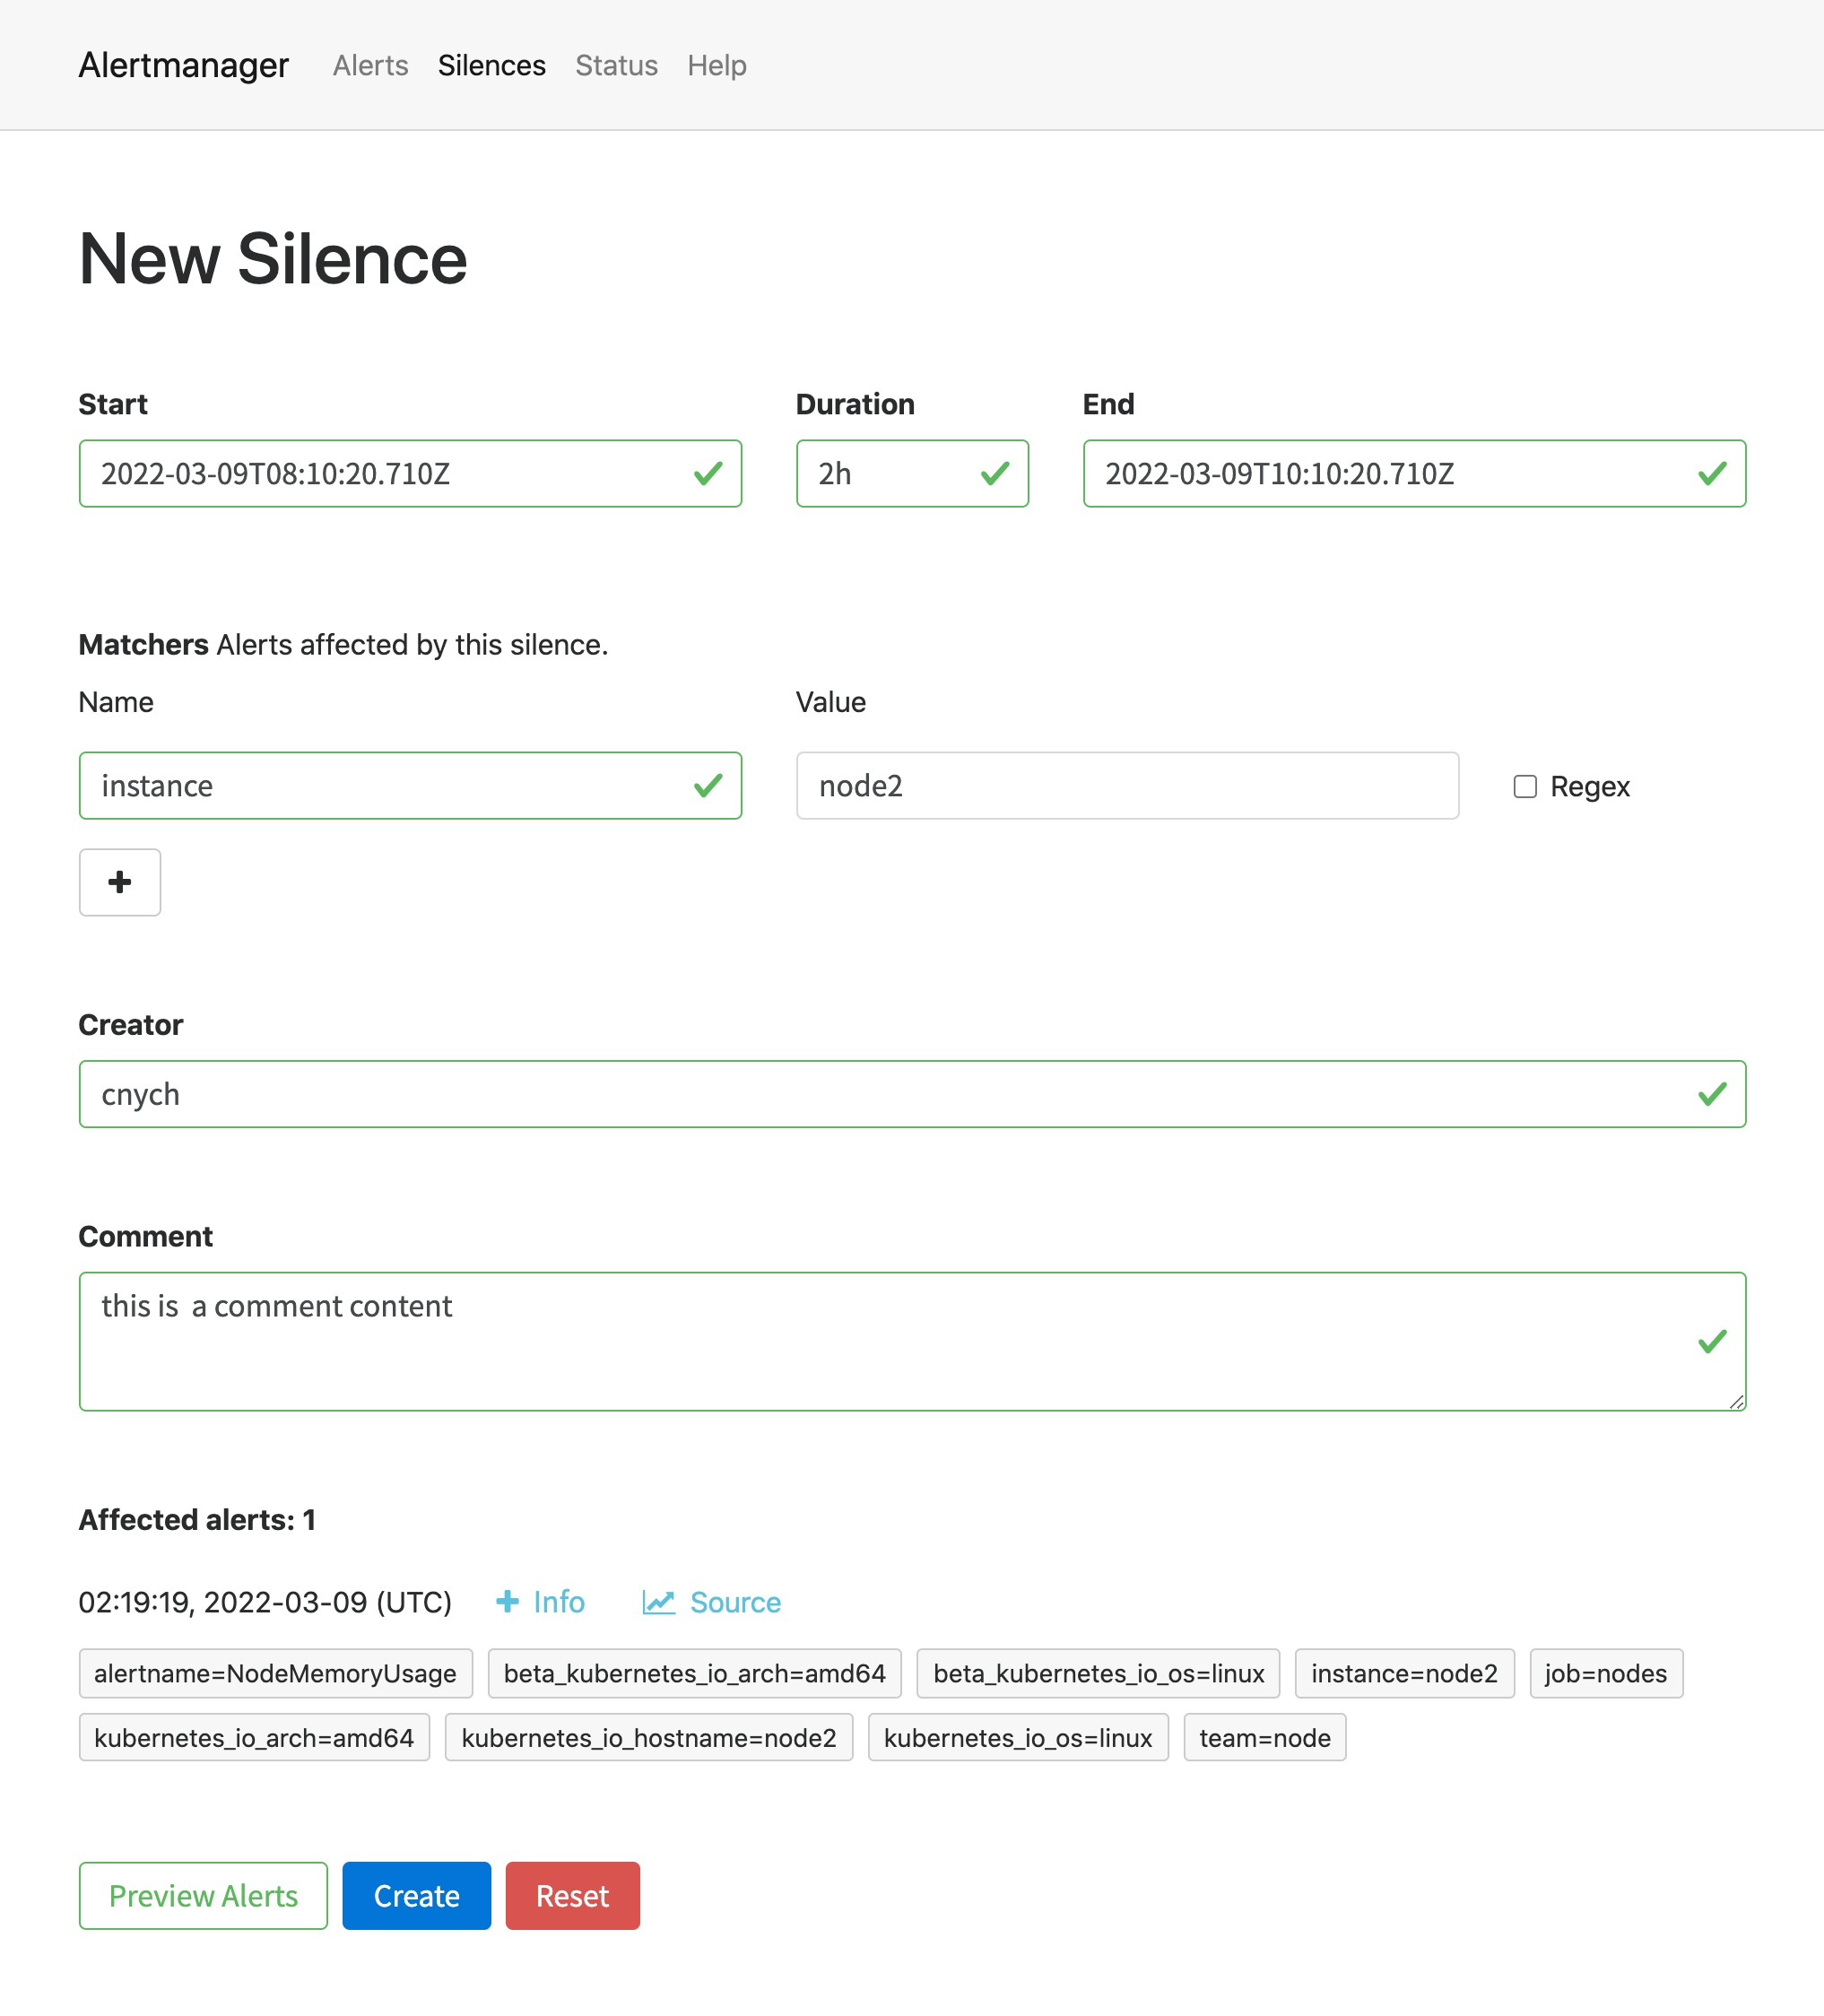 Alertmanager Alerts Silences Status Help
New Silence
Start Duration End
2022-03-09T08:10:20.710Z 2h 2022-03-09T10:10:20.710Z
Matchers Alerts affected by this silence.
Name Value
instance node2 Regex
Creator
cnych
Comment
this is  a comment content
Affected alerts: 1
02:19:19, 2022-03-09 (UTC) Info Source
alertname=NodeMemoryUsage beta_kubernetes_io_arch=amd64 beta_kubernetes_io_os=linux instance=node2 job=nodes
kubernetes_io_arch=amd64 kubernetes_io_hostname=node2 kubernetes_io_os=linux team=node
Preview Alerts Create Reset